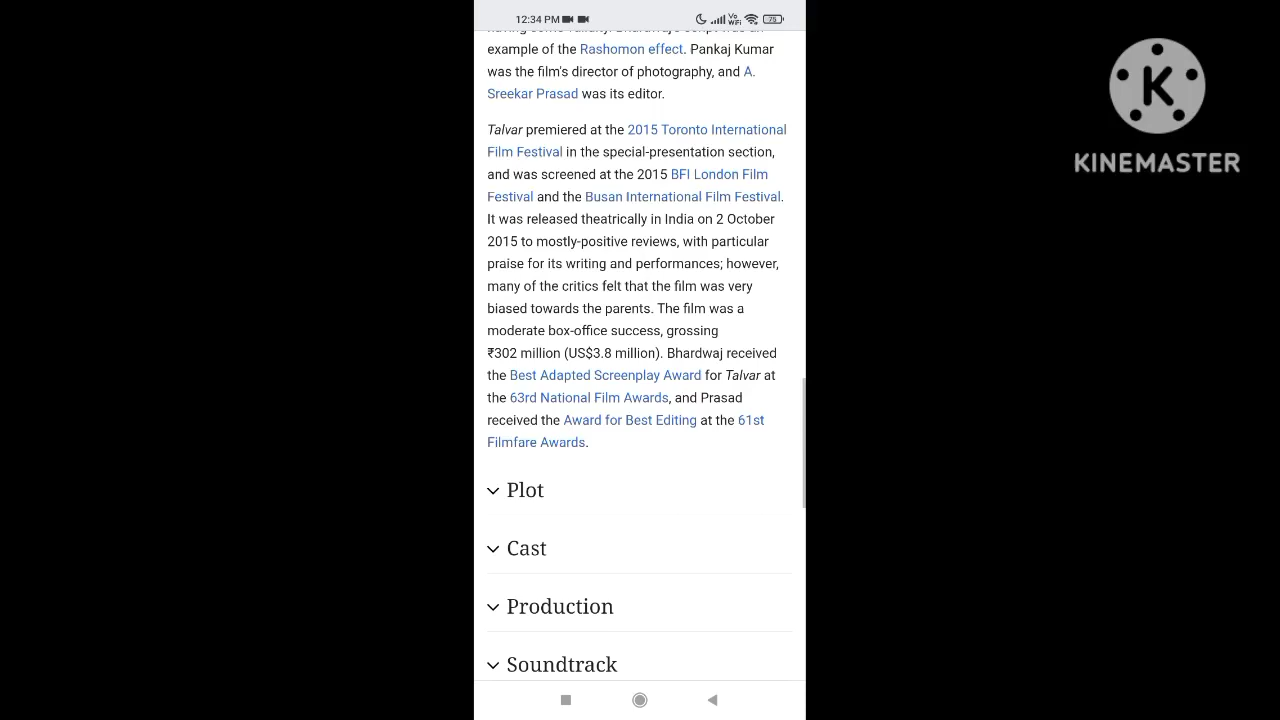 12:34 PM
Vo
WiFi
75
example of the Rashomon effect. Pankaj Kumar
was the film's director of photography, and A.
Sreekar Prasad was its editor.
Talvar premiered at the 2015 Toronto International
Film Festival in the special-presentation section,
and was screened at the 2015 BFI London Film
Festival and the Busan International Film Festival.
It was released theatrically in India on 2 October
2015 to mostly-positive reviews, with particular
praise for its writing and performances; however,
many of the critics felt that the film was very
biased towards the parents. The film was a
moderate box-office success, grossing
₹302 million (US$3.8 million). Bhardwaj received
the Best Adapted Screenplay Award for Talvar at
the 63rd National Film Awards, and Prasad
received the Award for Best Editing at the 61st
Filmfare Awards.
Plot
Cast
Production
Soundtrack
K
KINEMASTER